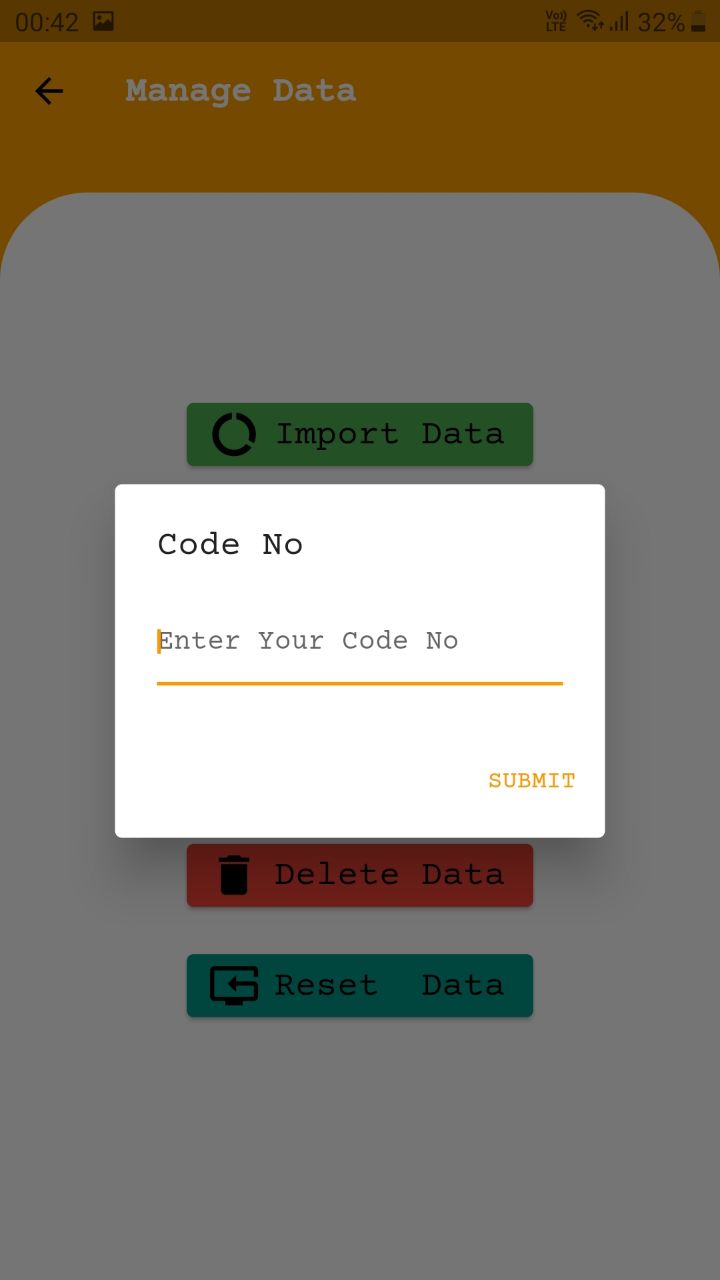 00:42 Vo)) LTE 32%
Manage Data
Import Data
Code No
Enter Your Code No
SUBMIT
Delete Data
Reset Data